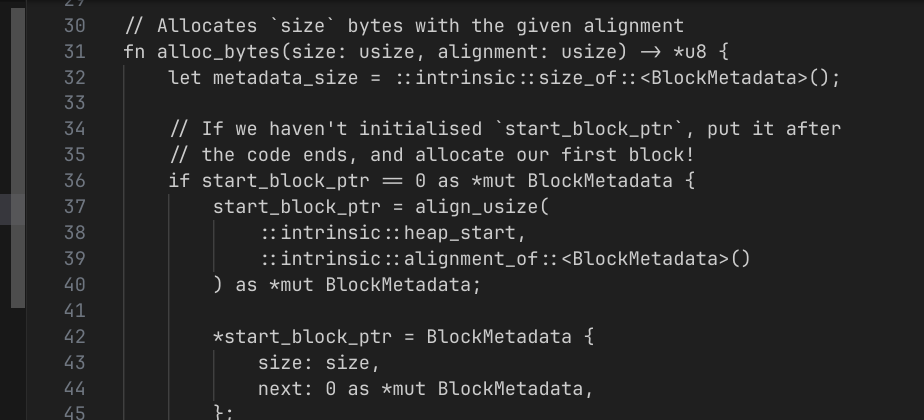 29
30 // Allocates `size` bytes with the given alignment
31 fn alloc_bytes(size: usize, alignment: usize) -> *u8 {
32     let metadata_size = ::intrinsic::size_of::<BlockMetadata>();
33
34     // If we haven't initialised `start_block_ptr`, put it after
35     // the code ends, and allocate our first block!
36     if start_block_ptr == 0 as *mut BlockMetadata {
37         start_block_ptr = align_usize(
38             ::intrinsic::heap_start,
39             ::intrinsic::alignment_of::<BlockMetadata>()
40         ) as *mut BlockMetadata;
41
42         *start_block_ptr = BlockMetadata {
43             size: size,
44             next: 0 as *mut BlockMetadata,
45         };